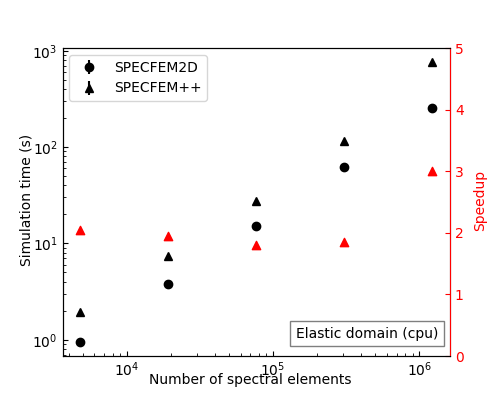 SPECFEM2D
SPECFEM++
Simulation time (s)
10³
10²
10¹
10⁰
5
4
3
2
1
0
Speedup
Elastic domain (cpu)
10⁴ 10⁵ 10⁶
Number of spectral elements